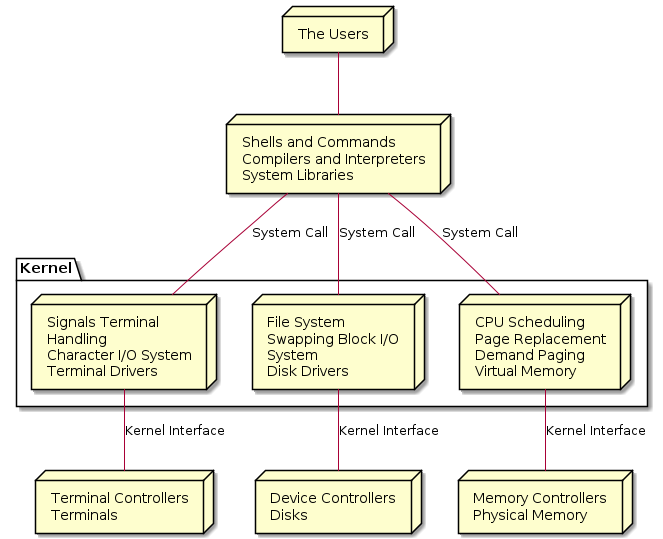 The Users
Shells and Commands
Compilers and Interpreters
System Libraries
System Call
System Call
System Call
Kernel
Signals Terminal
Handling
Character I/O System
Terminal Drivers
File System
Swapping Block I/O
System
Disk Drivers
CPU Scheduling
Page Replacement
Demand Paging
Virtual Memory
Kernel Interface
Kernel Interface
Kernel Interface
Terminal Controllers
Terminals
Device Controllers
Disks
Memory Controllers
Physical Memory